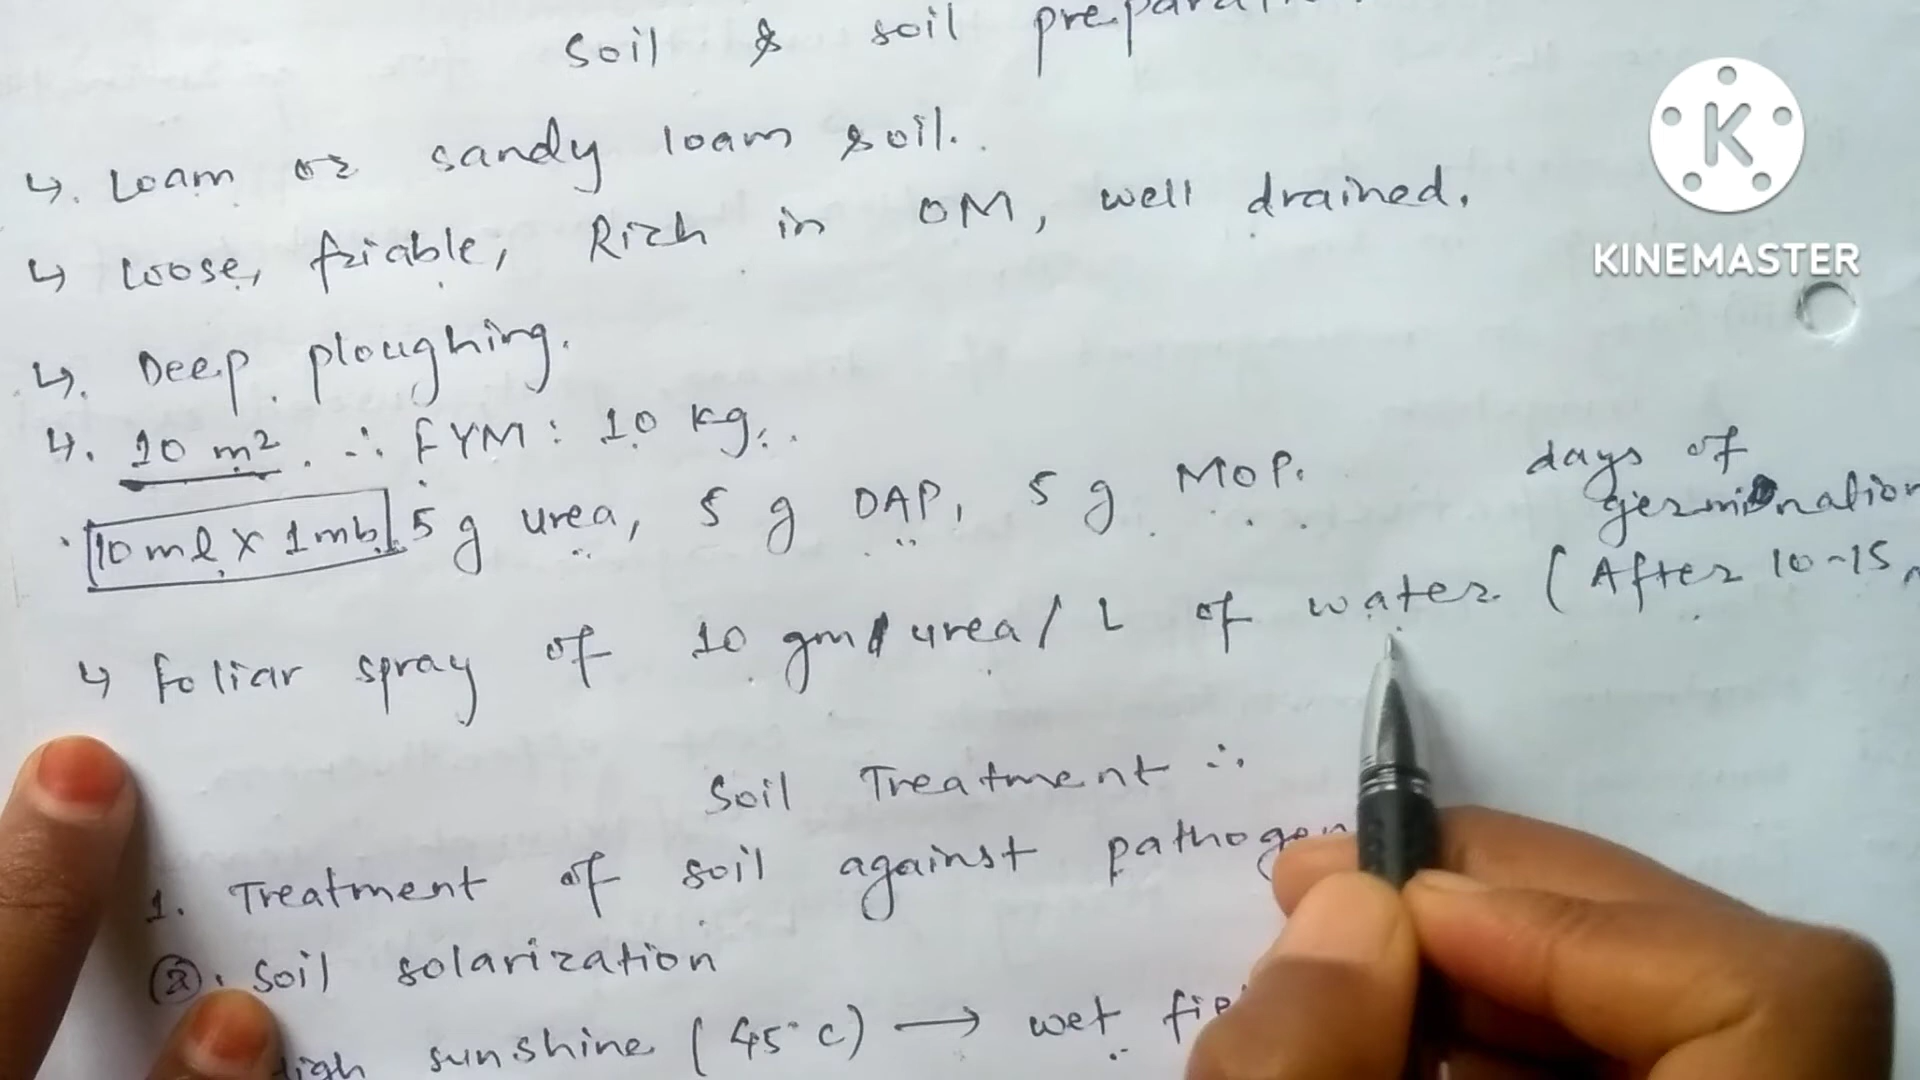 Soil & soil
K
KINEMASTER
↳. Loam or sandy loam soil.
↳ Loose, friable, Rich in OM, well drained.
↳. Deep ploughing.
↳. 10 m² ∴ FYM: 10 kg.
10 ml x 1 mb. 5 g urea, 5 g DAP, 5 g MOP.
↳ Foliar spray of 10 gm urea / L of water (After 10-15
days of
germination
Soil Treatment ∴
1. Treatment of soil against
2. Soil solarization
sunshine (45°C) → wet